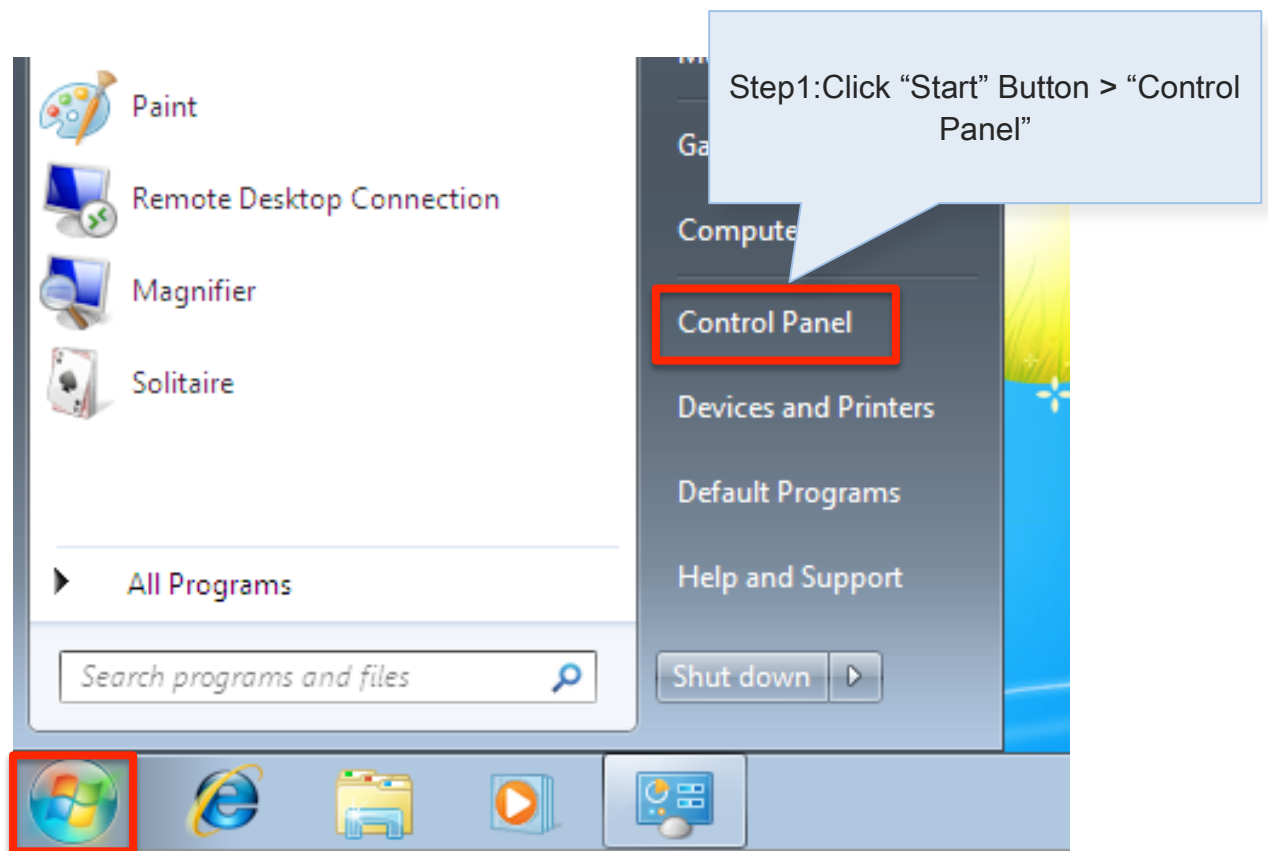 Step1:Click “Start” Button > “Control
Panel”
Paint
Remote Desktop Connection
Magnifier
Solitaire
All Programs
Search programs and files
Control Panel
Devices and Printers
Default Programs
Help and Support
Shut down